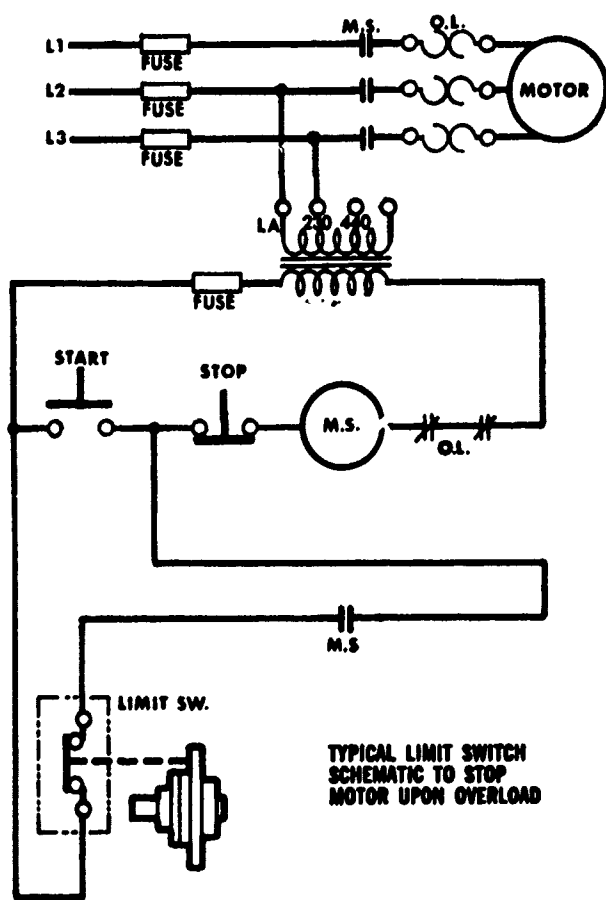 M.S. O.L.
L1
FUSE
L2
FUSE
MOTOR
L3
FUSE
LA 230 440
FUSE
START
STOP
M.S.
O.L.
M.S
LIMIT SW.
TYPICAL LIMIT SWITCH
SCHEMATIC TO STOP
MOTOR UPON OVERLOAD